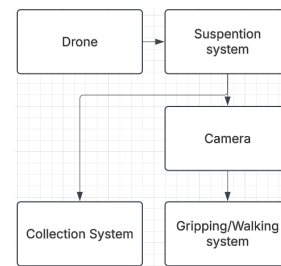 Drone
Suspention
system
Camera
Collection System
Gripping/Walking
system